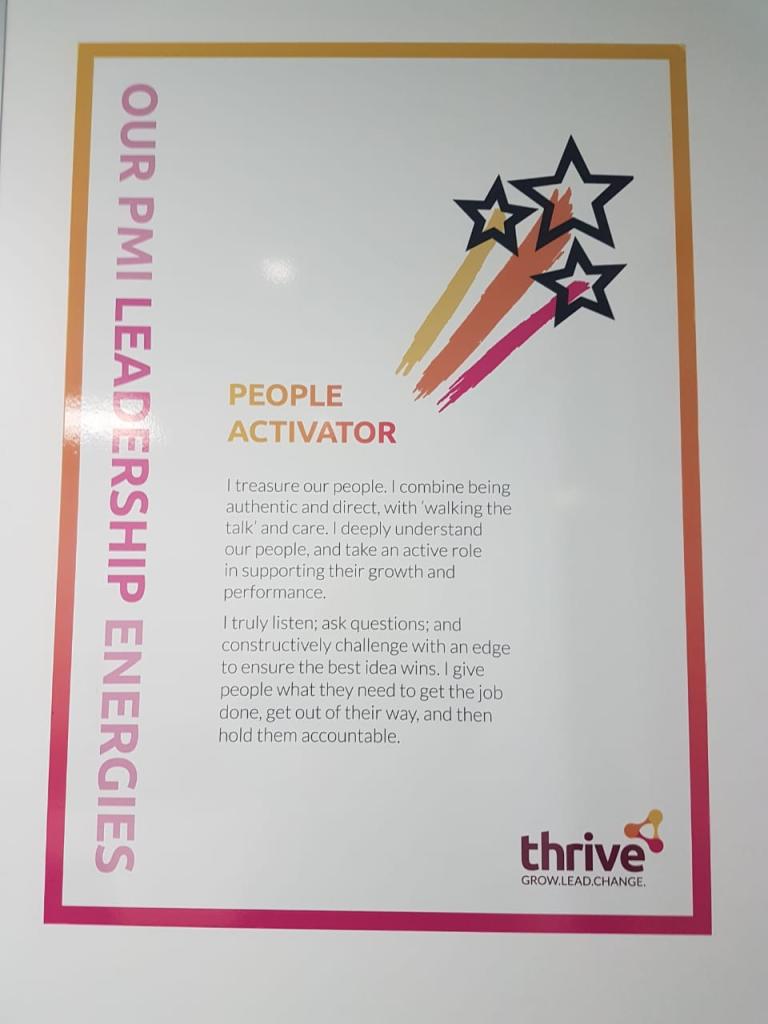 OUR PMI LEADERSHIP ENERGIES
PEOPLE
ACTIVATOR
I treasure our people. I combine being
authentic and direct, with ‘walking the
talk’ and care. I deeply understand
our people, and take an active role
in supporting their growth and
performance.
I truly listen; ask questions; and
constructively challenge with an edge
to ensure the best idea wins. I give
people what they need to get the job
done, get out of their way, and then
hold them accountable.
thrive
GROW.LEAD.CHANGE.